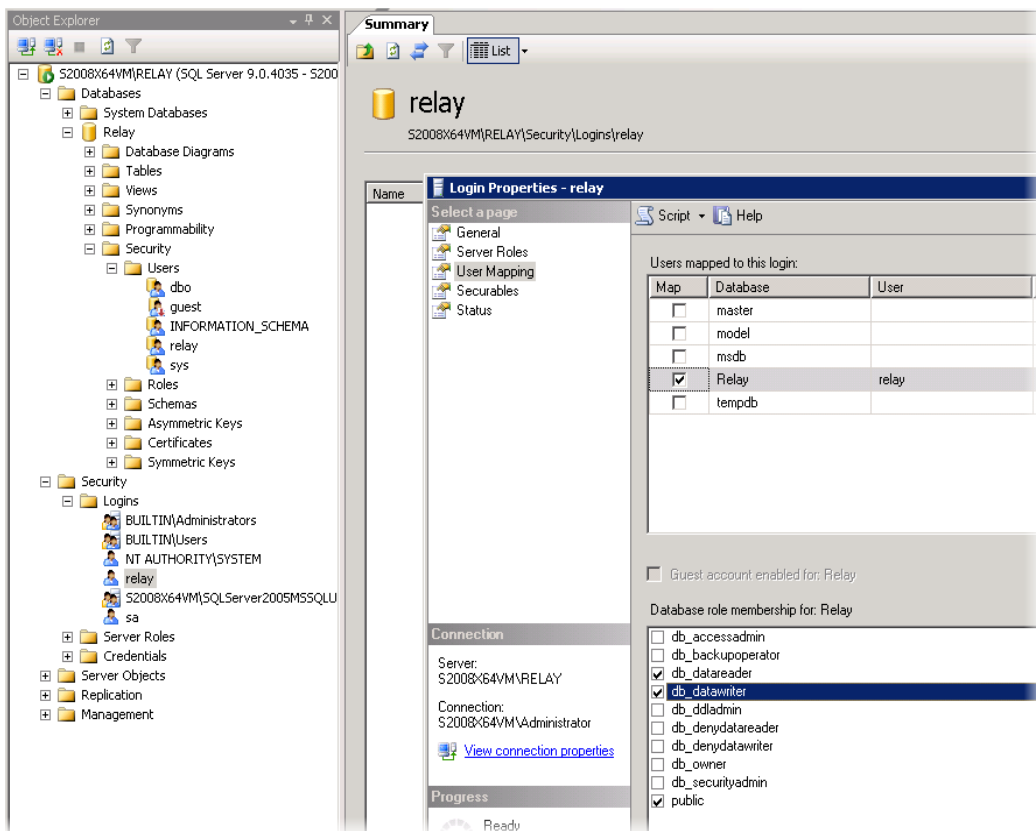 Object Explorer
S2008X64VM\RELAY (SQL Server 9.0.4035 - S200
Databases
System Databases
Relay
Database Diagrams
Tables
Views
Synonyms
Programmability
Security
Users
dbo
guest
INFORMATION_SCHEMA
relay
sys
Roles
Schemas
Asymmetric Keys
Certificates
Symmetric Keys
Security
Logins
BUILTIN\Administrators
BUILTIN\Users
NT AUTHORITY\SYSTEM
relay
S2008X64VM\SQLServer2005MSSQLU
sa
Server Roles
Credentials
Server Objects
Replication
Management
Summary
List
relay
S2008X64VM\RELAY\Security\Logins\relay
Name
Login Properties - relay
Select a page
General
Server Roles
User Mapping
Securables
Status
Connection
Server:
S2008X64VM\RELAY
Connection:
S2008X64VM\Administrator
View connection properties
Progress
Ready
Script Help
Users mapped to this login:
Map Database User
master
model
msdb
Relay relay
tempdb
Guest account enabled for: Relay
Database role membership for: Relay
db_accessadmin
db_backupoperator
db_datareader
db_datawriter
db_ddladmin
db_denydatareader
db_denydatawriter
db_owner
db_securityadmin
public